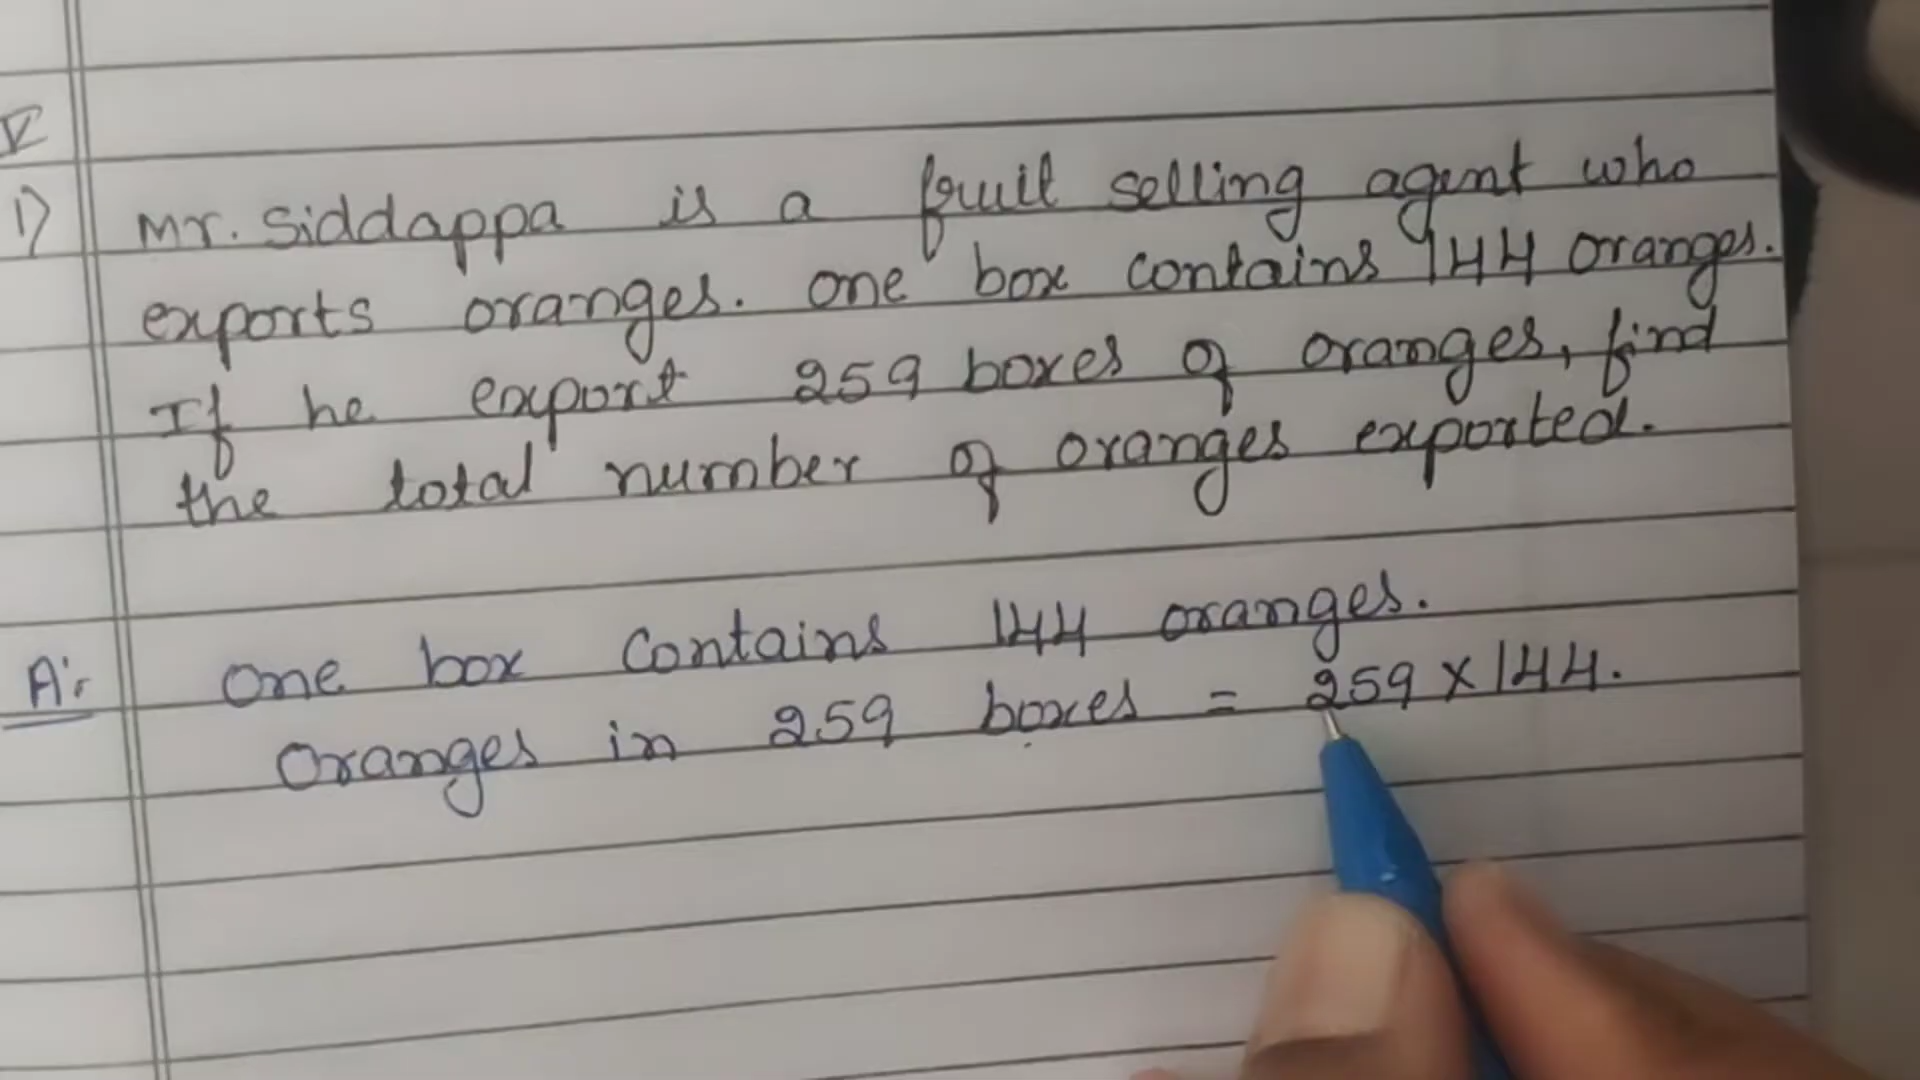 V
1) Mr. Siddappa is a fruit selling agent who
exports oranges. One box contains 144 oranges.
If he export 259 boxes of oranges, find
the total number of oranges exported.
A: One box contains 144 oranges.
Oranges in 259 boxes = 259 x 144.